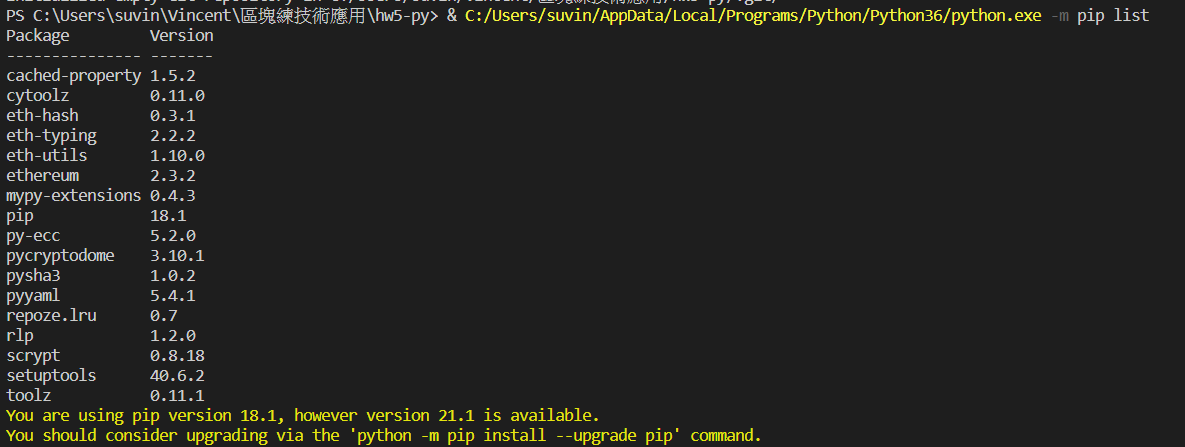 PS C:\Users\suvin\Vincent\區塊練技術應用\hw5-py> & C:/Users/suvin/AppData/Local/Programs/Python/Python36/python.exe -m pip list
Package         Version
--------------- -------
cached-property 1.5.2
cytoolz         0.11.0
eth-hash        0.3.1
eth-typing      2.2.2
eth-utils       1.10.0
ethereum        2.3.2
mypy-extensions 0.4.3
pip             18.1
py-ecc          5.2.0
pycryptodome    3.10.1
pysha3          1.0.2
pyyaml          5.4.1
repoze.lru      0.7
rlp             1.2.0
scrypt          0.8.18
setuptools      40.6.2
toolz           0.11.1
You are using pip version 18.1, however version 21.1 is available.
You should consider upgrading via the 'python -m pip install --upgrade pip' command.